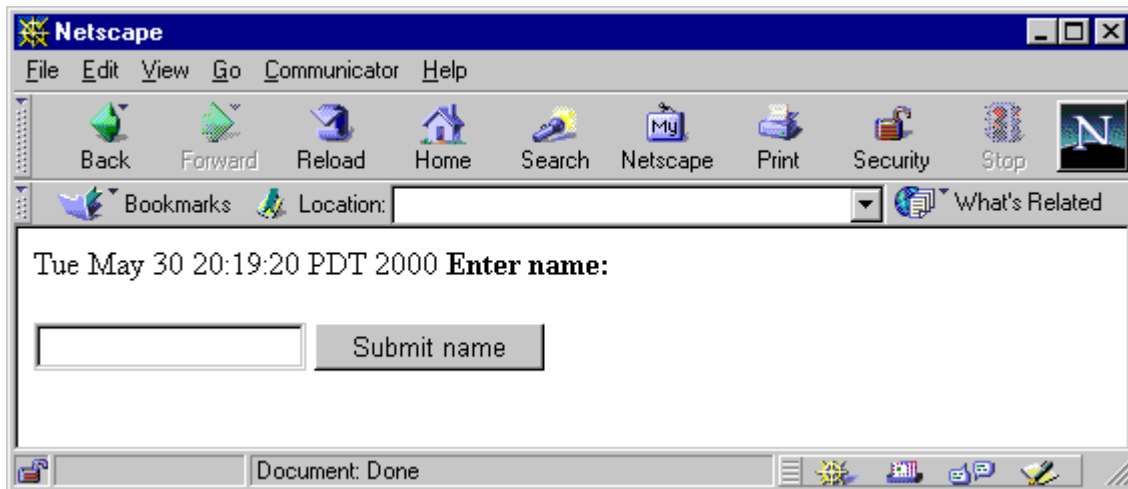 Netscape
File Edit View Go Communicator Help
Back Forward Reload Home Search My Netscape Print Security Stop N
Bookmarks Location: What's Related
Tue May 30 20:19:20 PDT 2000 Enter name:
Submit name
Document: Done